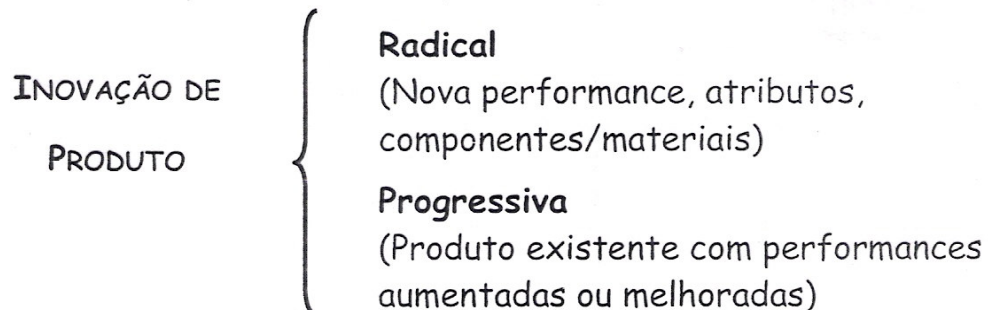 INOVAÇÃO DE
PRODUTO
Radical
(Nova performance, atributos,
componentes/materiais)
Progressiva
(Produto existente com performances
aumentadas ou melhoradas)